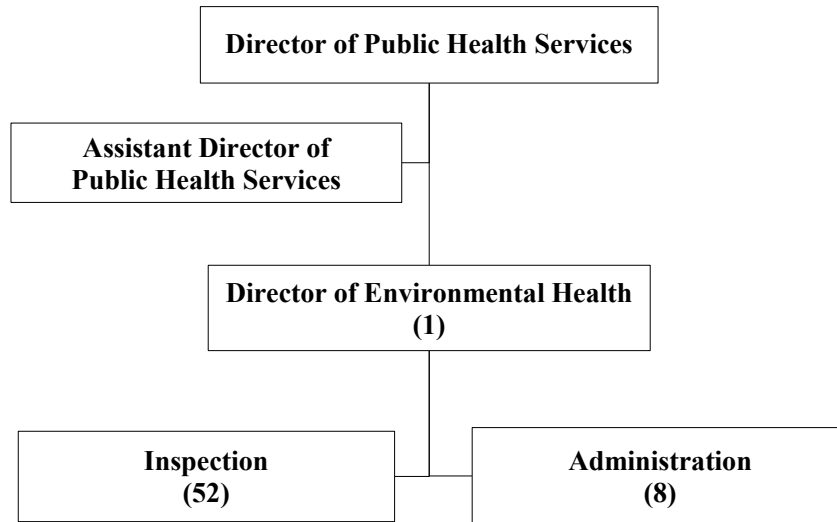 Director of Public Health Services
Assistant Director of
Public Health Services
Director of Environmental Health
(1)
Inspection
(52)
Administration
(8)